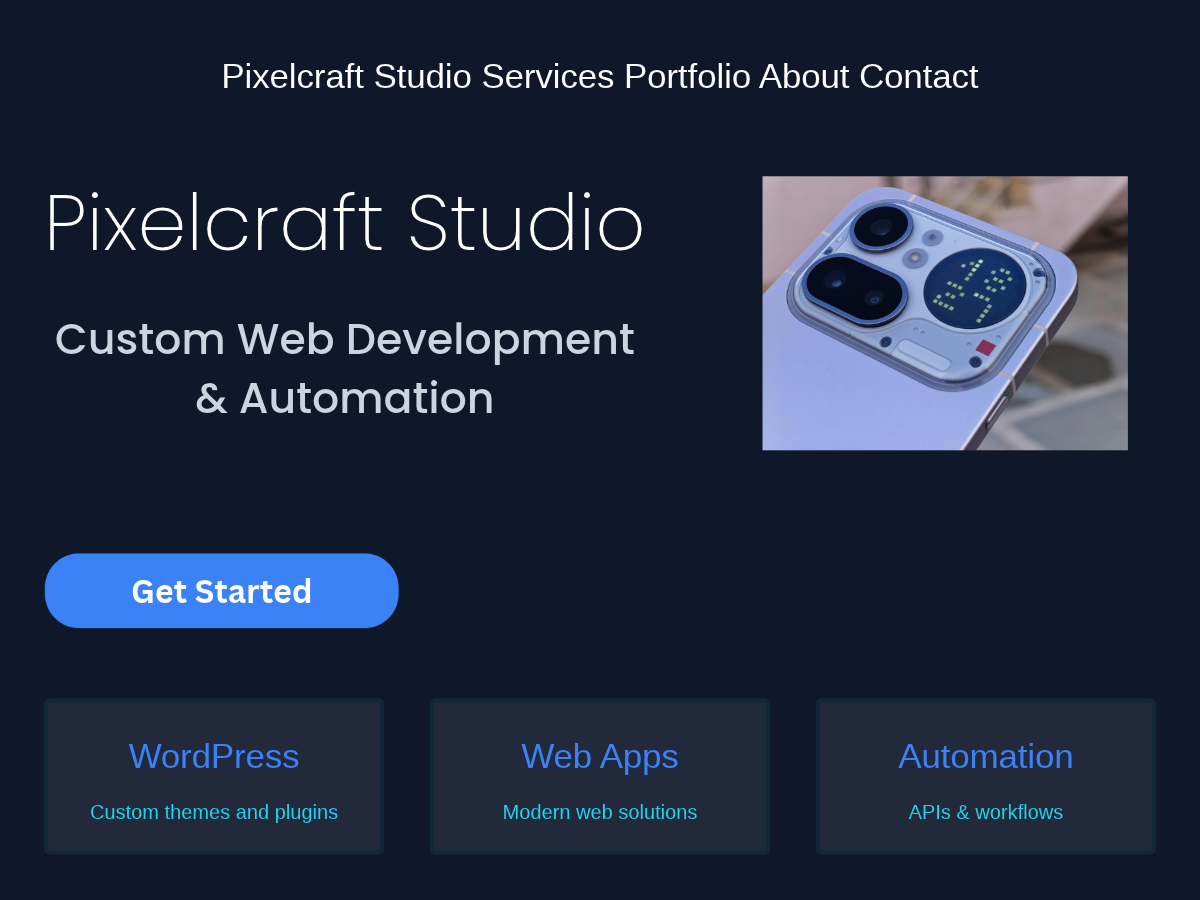 Pixelcraft Studio Services Portfolio About Contact
Pixelcraft Studio
Custom Web Development
& Automation
Get Started
WordPress
Custom themes and plugins
Web Apps
Modern web solutions
Automation
APIs & workflows